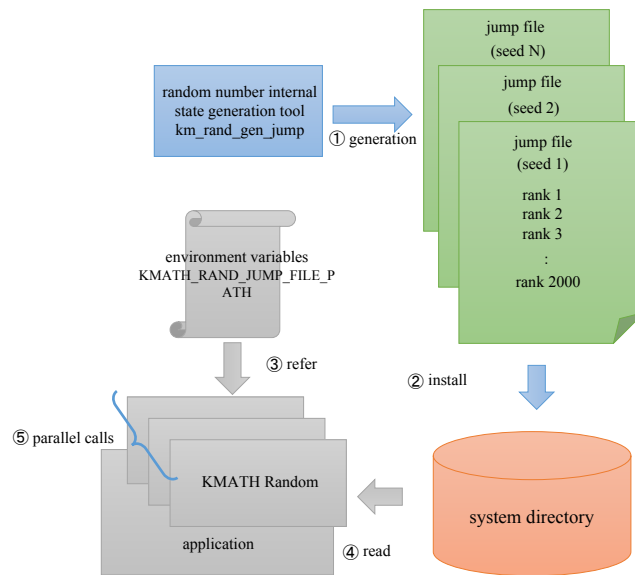 random number internal
state generation tool
km_rand_gen_jump
① generation
jump file
(seed N)
jump file
(seed 2)
jump file
(seed 1)
rank 1
rank 2
rank 3
:
rank 2000
environment variables
KMATH_RAND_JUMP_FILE_P
ATH
③ refer
② install
⑤ parallel calls
KMATH Random
application
④ read
system directory